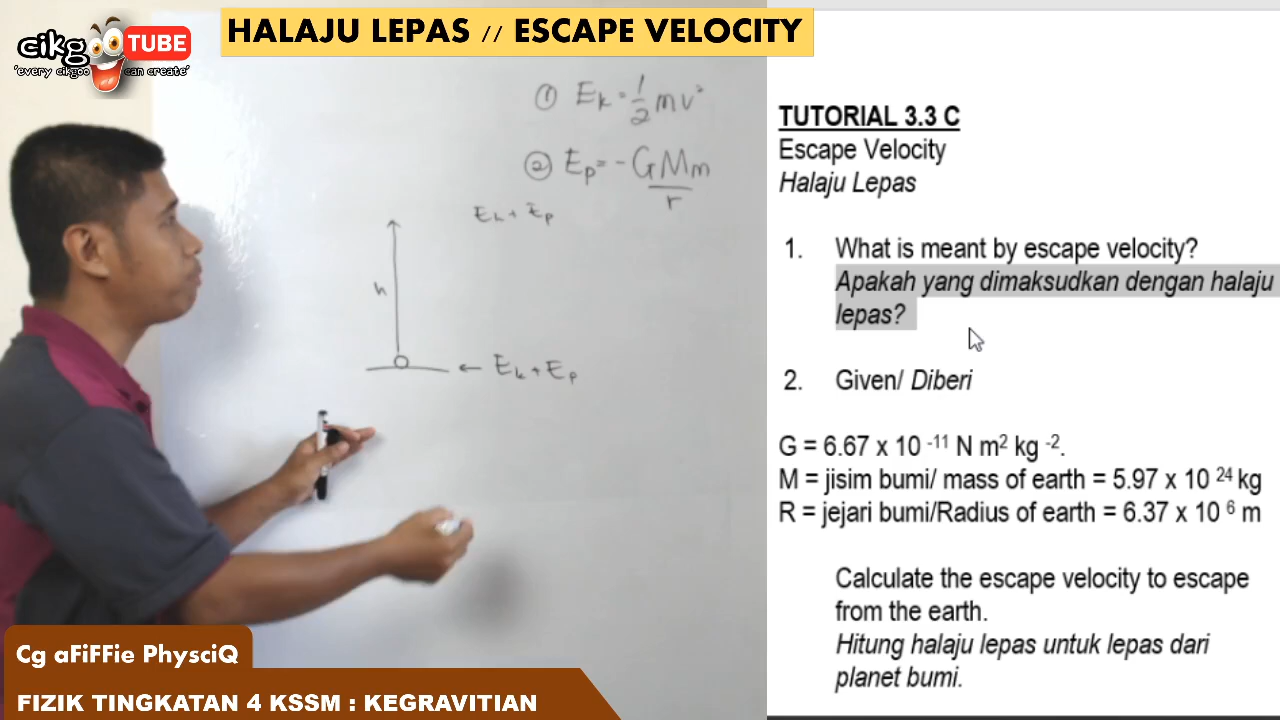 cikgoo TUBE
'every cikgoo can create'
HALAJU LEPAS // ESCAPE VELOCITY
① Ek = 1/2 mv²
② Ep = - GMm/r
Ek + Ep
h
← Ek + Ep
TUTORIAL 3.3 C
Escape Velocity
Halaju Lepas
1. What is meant by escape velocity?
Apakah yang dimaksudkan dengan halaju
lepas?
2. Given/ Diberi
G = 6.67 x 10 -11 N m2 kg -2.
M = jisim bumi/ mass of earth = 5.97 x 10 24 kg
R = jejari bumi/Radius of earth = 6.37 x 10 6 m
Calculate the escape velocity to escape
from the earth.
Hitung halaju lepas untuk lepas dari
planet bumi.
Cg aFiFFie PhysciQ
FIZIK TINGKATAN 4 KSSM : KEGRAVITIAN